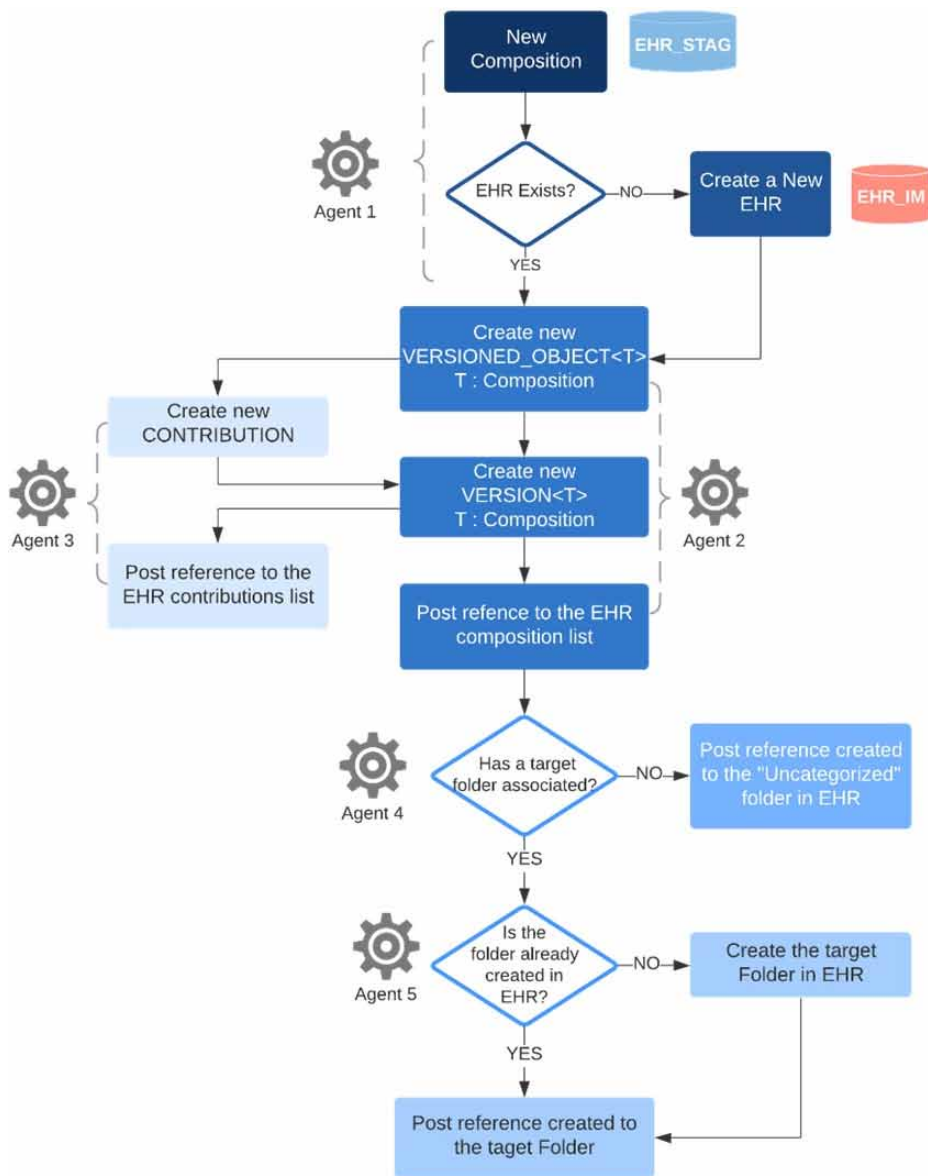 New
Composition
EHR_STAG
Agent 1
EHR Exists?
NO
Create a New
EHR
EHR_IM
YES
Create new
VERSIONED_OBJECT<T>
T : Composition
Create new
CONTRIBUTION
Create new
VERSION<T>
T : Composition
Agent 3
Agent 2
Post reference to the
EHR contributions list
Post refence to the EHR
composition list
Has a target
folder associated?
NO
Post reference created
to the "Uncategorized"
folder in EHR
Agent 4
YES
Is the
folder already
created in
EHR?
NO
Create the target
Folder in EHR
Agent 5
YES
Post reference created to
the taget Folder